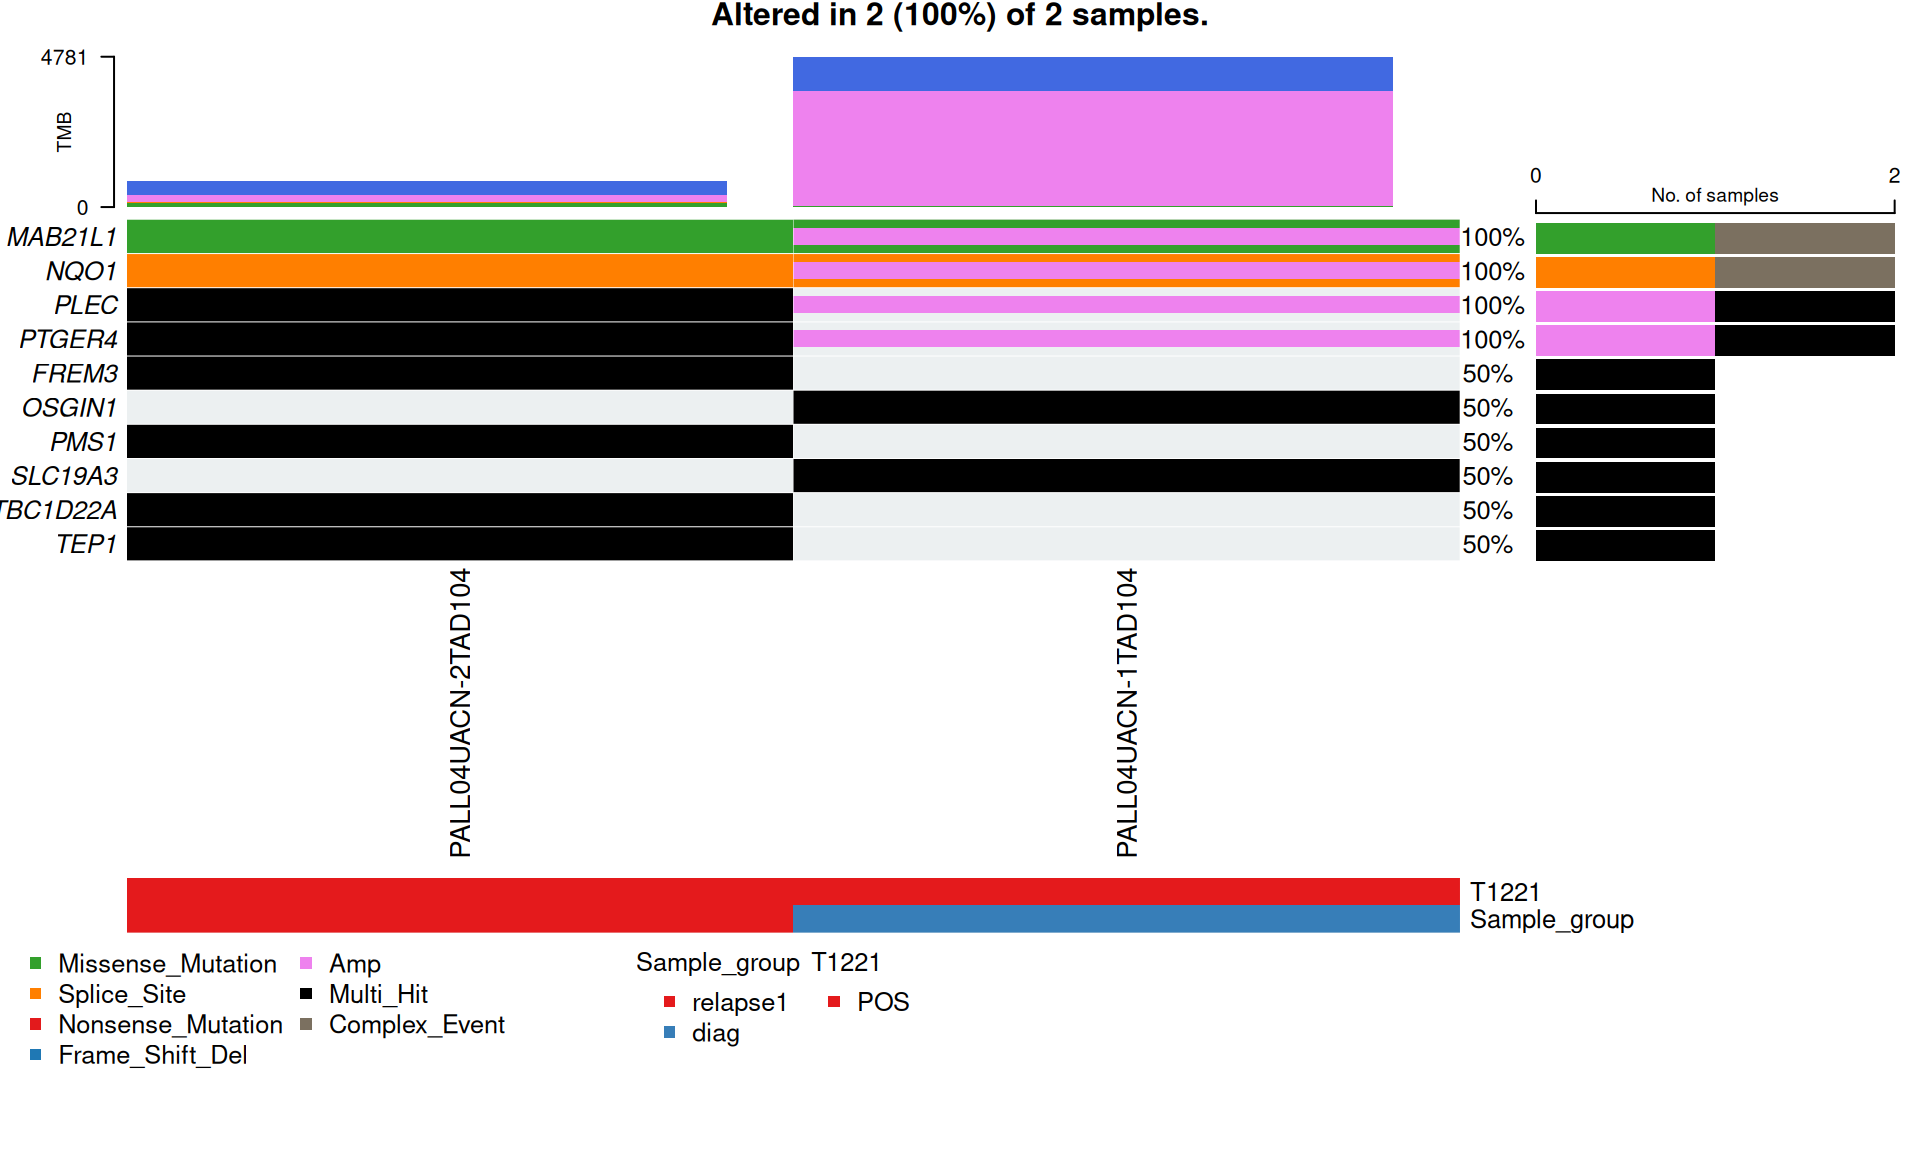 Altered in 2 (100%) of 2 samples.
4781
TMB
0
0
2
No. of samples
MAB21L1
100%
NQO1
100%
PLEC
100%
PTGER4
100%
FREM3
50%
OSGIN1
50%
PMS1
50%
SLC19A3
50%
TBC1D22A
50%
TEP1
50%
PALL04UACN-2TAD104
PALL04UACN-1TAD104
T1221
Sample_group
Missense_Mutation
Splice_Site
Nonsense_Mutation
Frame_Shift_Del
Amp
Multi_Hit
Complex_Event
Sample_group
relapse1
diag
T1221
POS